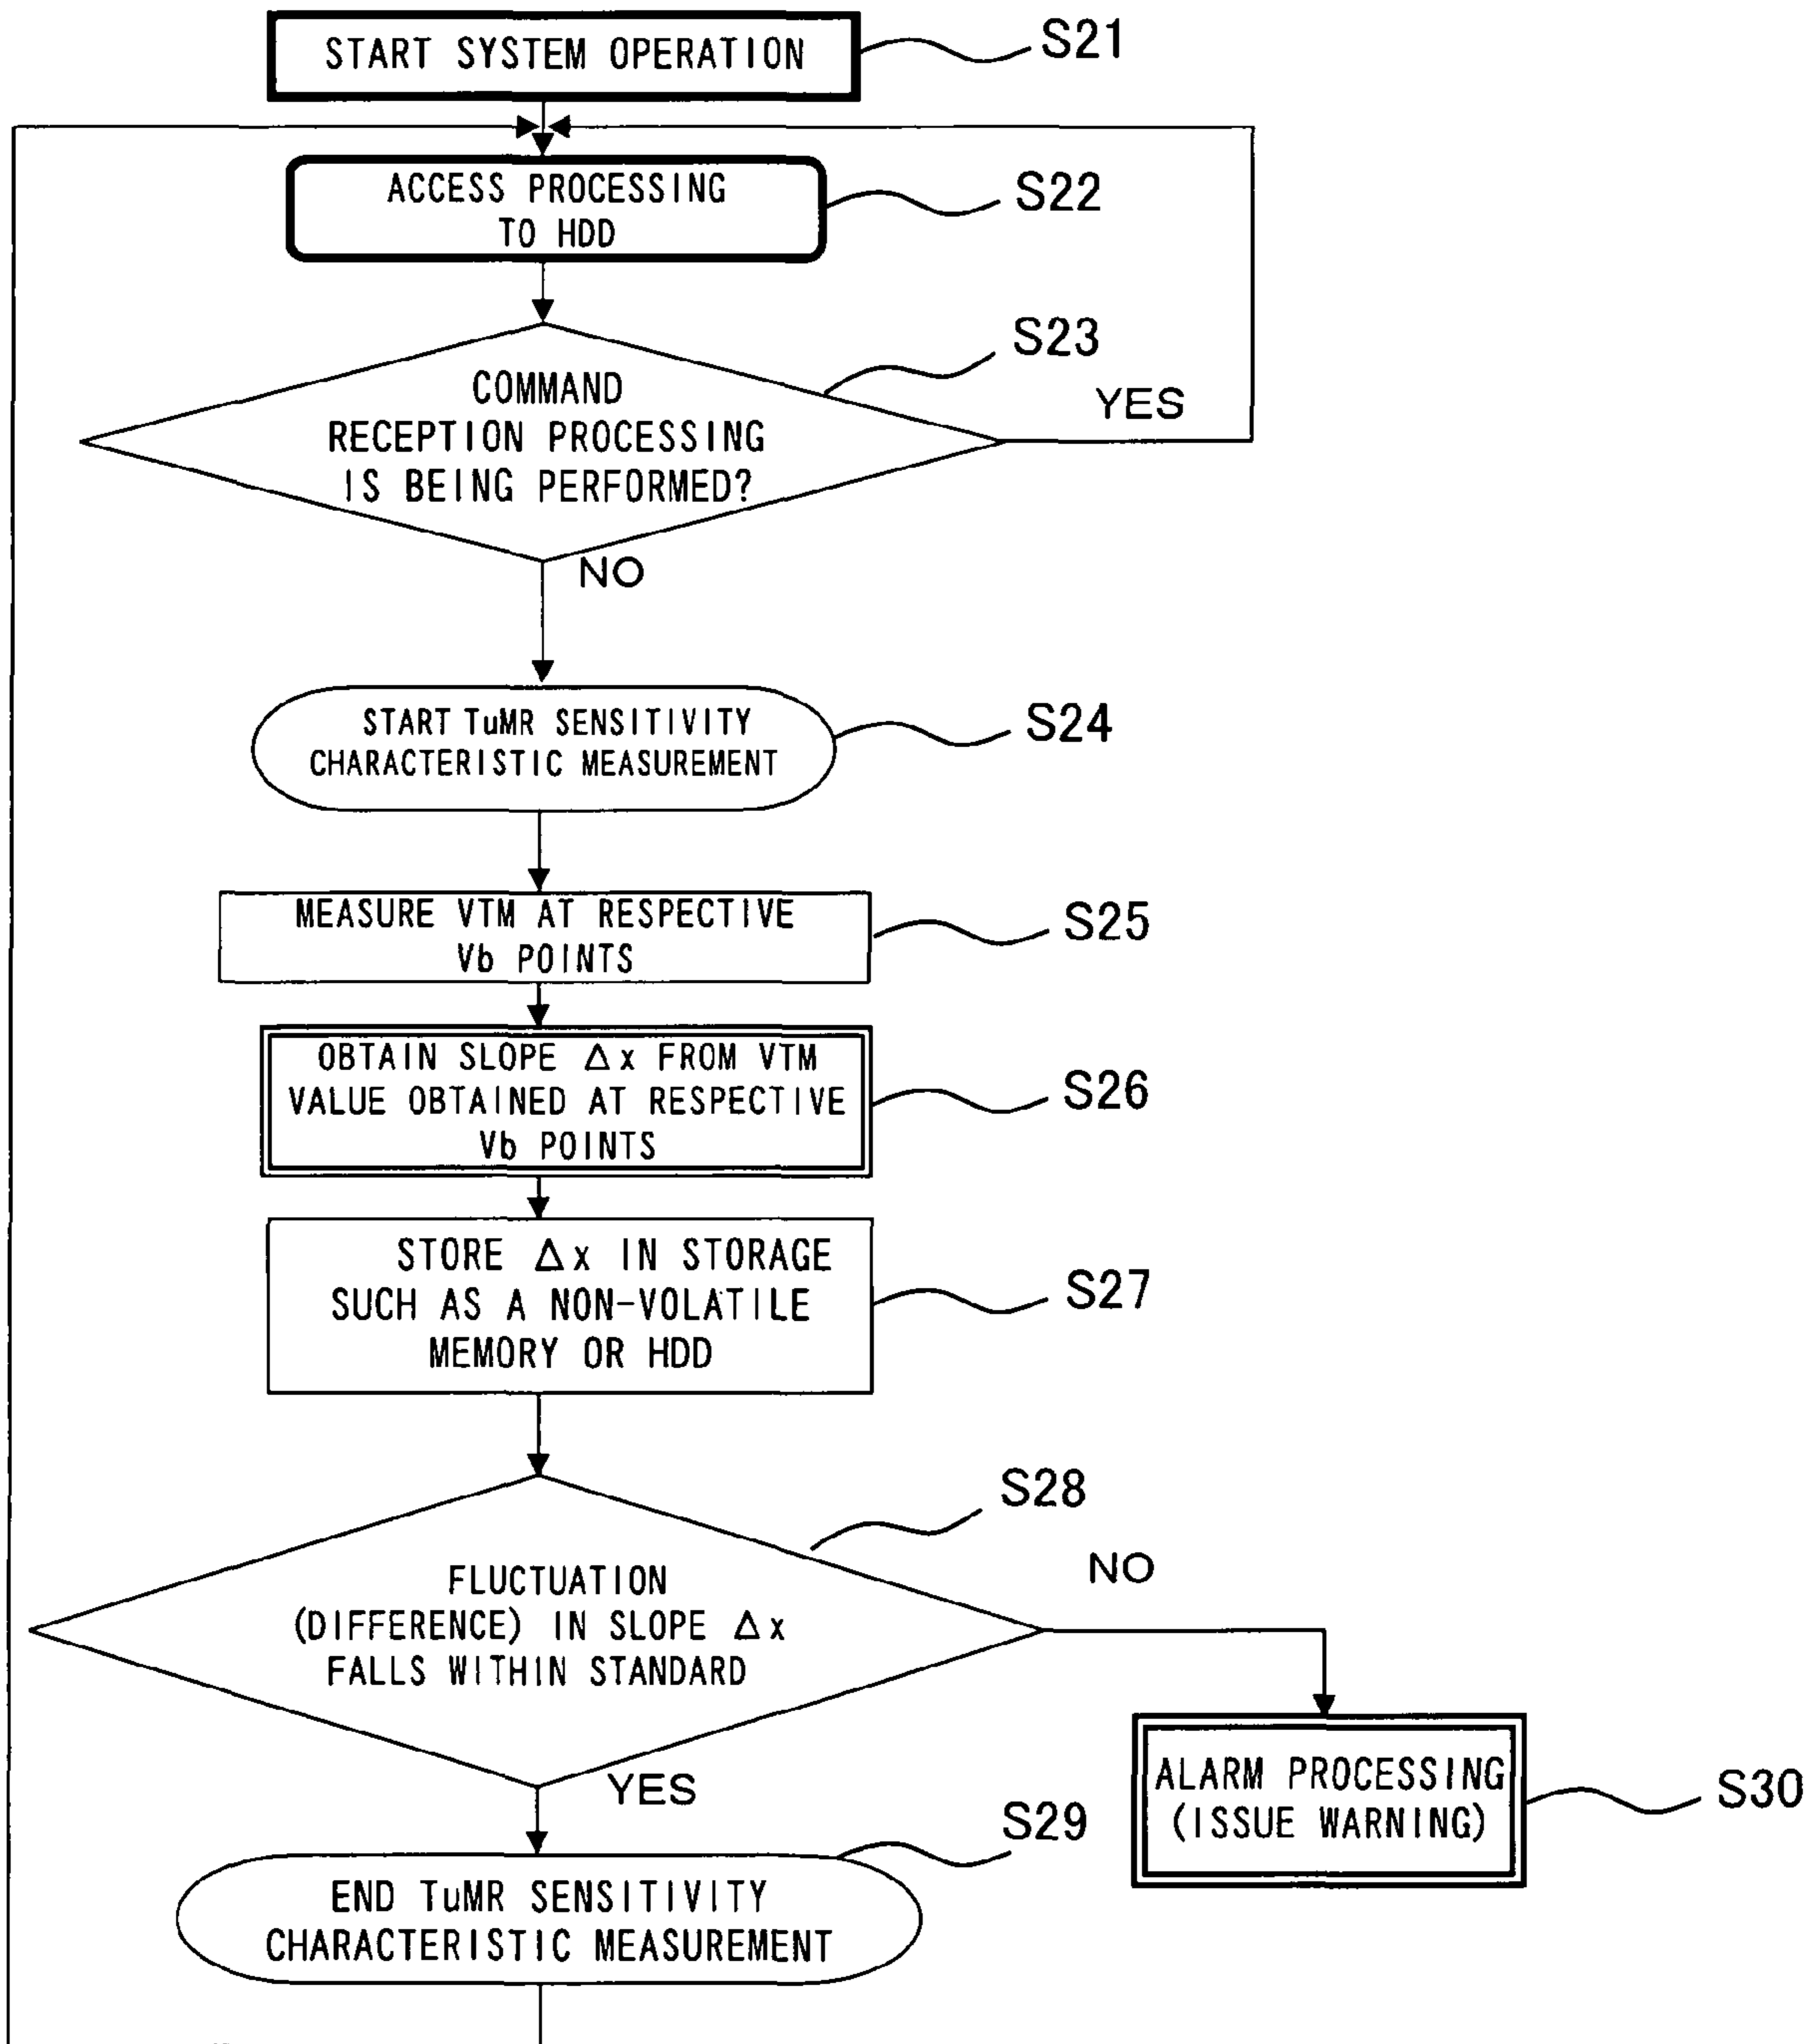 START SYSTEM OPERATION
S21
ACCESS PROCESSING
TO HDD
S22
S23
COMMAND
RECEPTION PROCESSING
IS BEING PERFORMED?
YES
NO
START TuMR SENSITIVITY
CHARACTERISTIC MEASUREMENT
S24
MEASURE VTM AT RESPECTIVE
Vb POINTS
S25
OBTAIN SLOPE Δx FROM VTM
VALUE OBTAINED AT RESPECTIVE
Vb POINTS
S26
STORE Δx IN STORAGE
SUCH AS A NON-VOLATILE
MEMORY OR HDD
S27
S28
FLUCTUATION
(DIFFERENCE) IN SLOPE Δx
FALLS WITHIN STANDARD
NO
YES
ALARM PROCESSING
(ISSUE WARNING)
S30
S29
END TuMR SENSITIVITY
CHARACTERISTIC MEASUREMENT